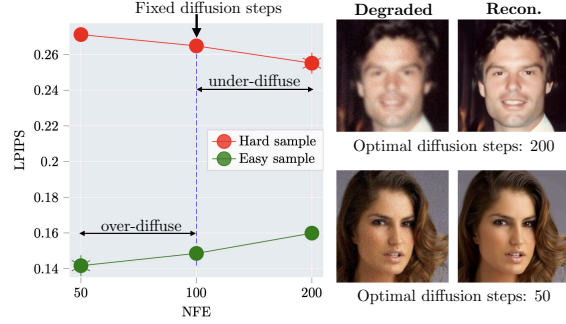 Fixed diffusion steps
0.26
0.24
0.22
0.2
0.18
0.16
0.14
LPIPS
under-diffuse
Hard sample
Easy sample
over-diffuse
50
100
200
NFE
Degraded
Recon.
Optimal diffusion steps: 200
Optimal diffusion steps: 50